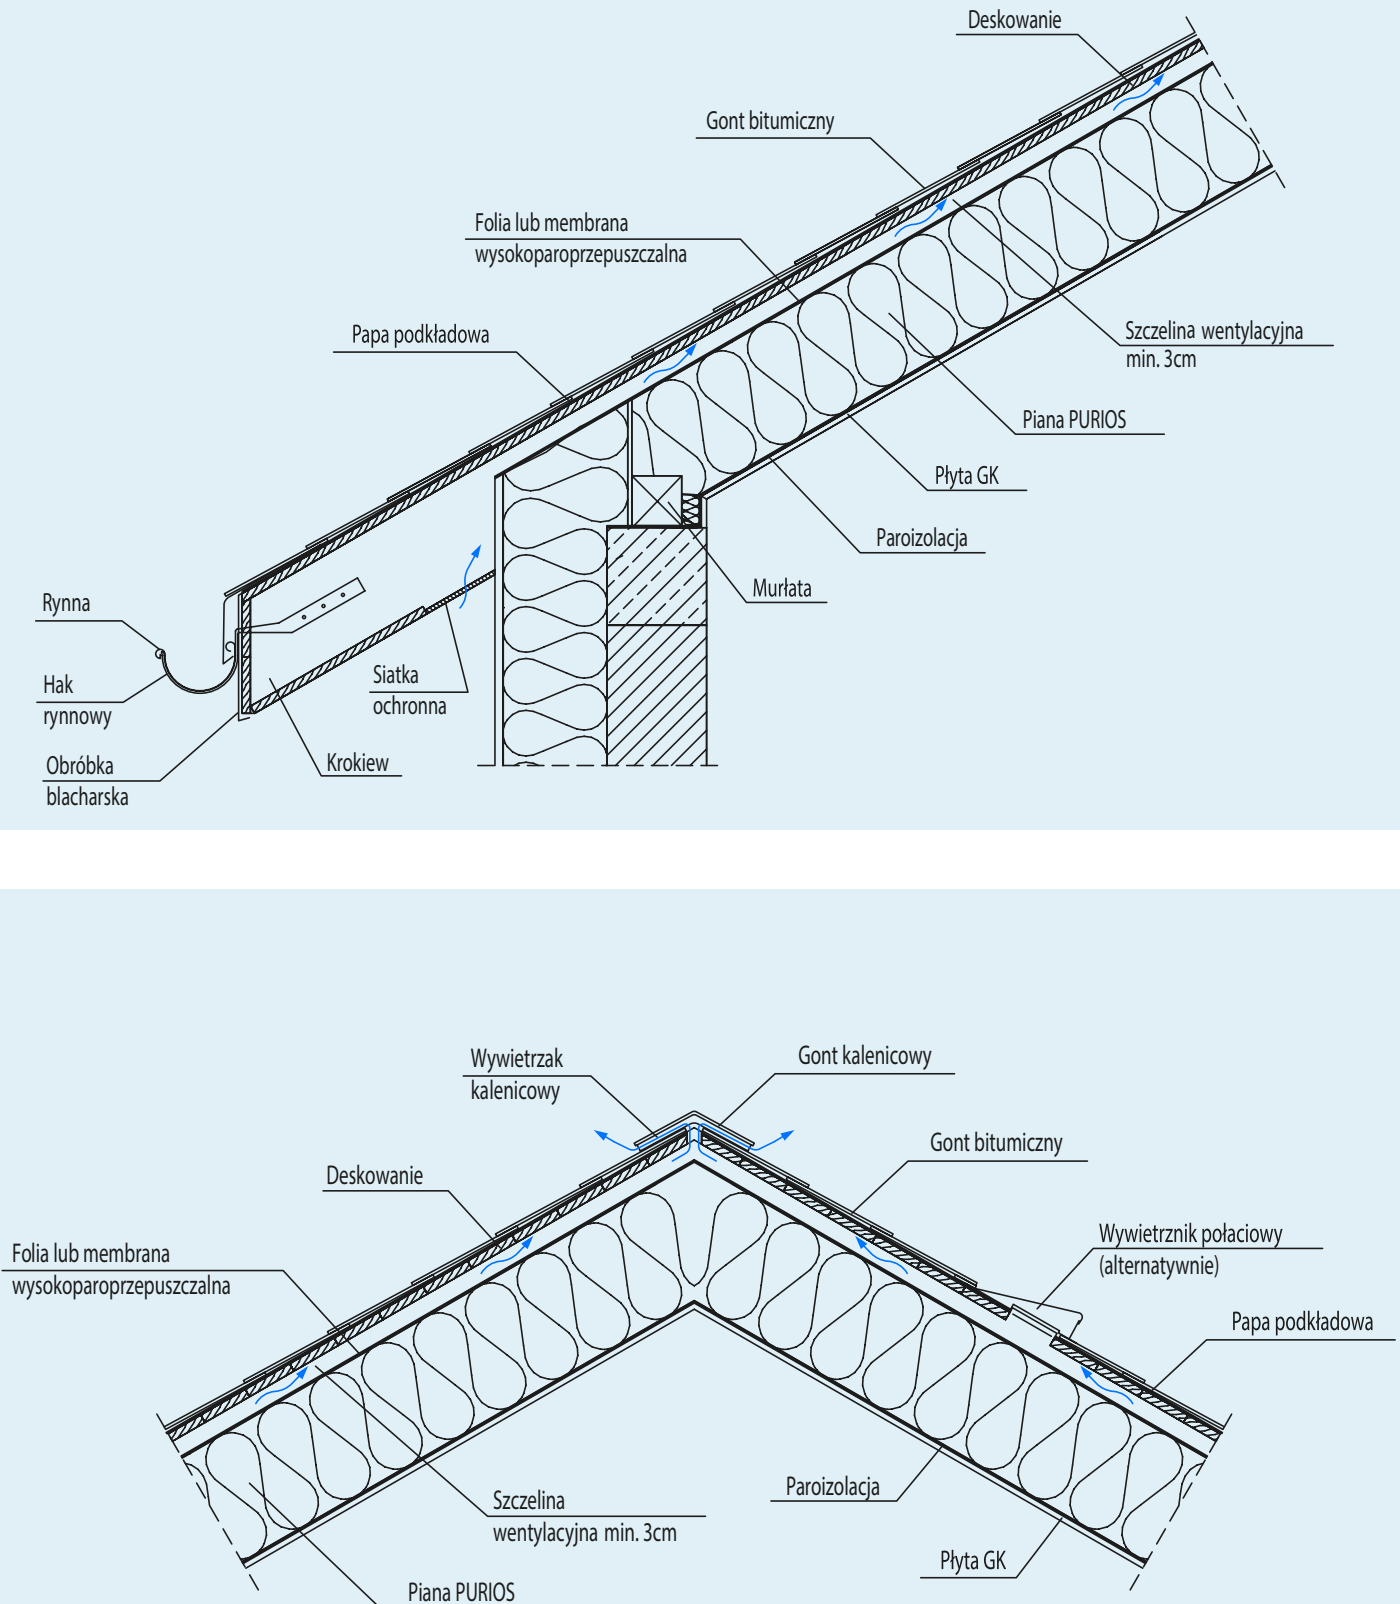 Deskowanie
Gont bitumiczny
Folia lub membrana
wysokoparoprzepuszczalna
Papa podkładowa
Szczelina wentylacyjna
min. 3cm
Piana PURIOS
Płyta GK
Paroizolacja
Murłata
Rynna
Hak
rynnowy
Siatka
ochronna
Obróbka
blacharska
Krokiew
Wywietrzak
kalenicowy
Gont kalenicowy
Gont bitumiczny
Deskowanie
Wywietrznik połaciowy
(alternatywnie)
Folia lub membrana
wysokoparoprzepuszczalna
Papa podkładowa
Paroizolacja
Szczelina
wentylacyjna min. 3cm
Płyta GK
Piana PURIOS